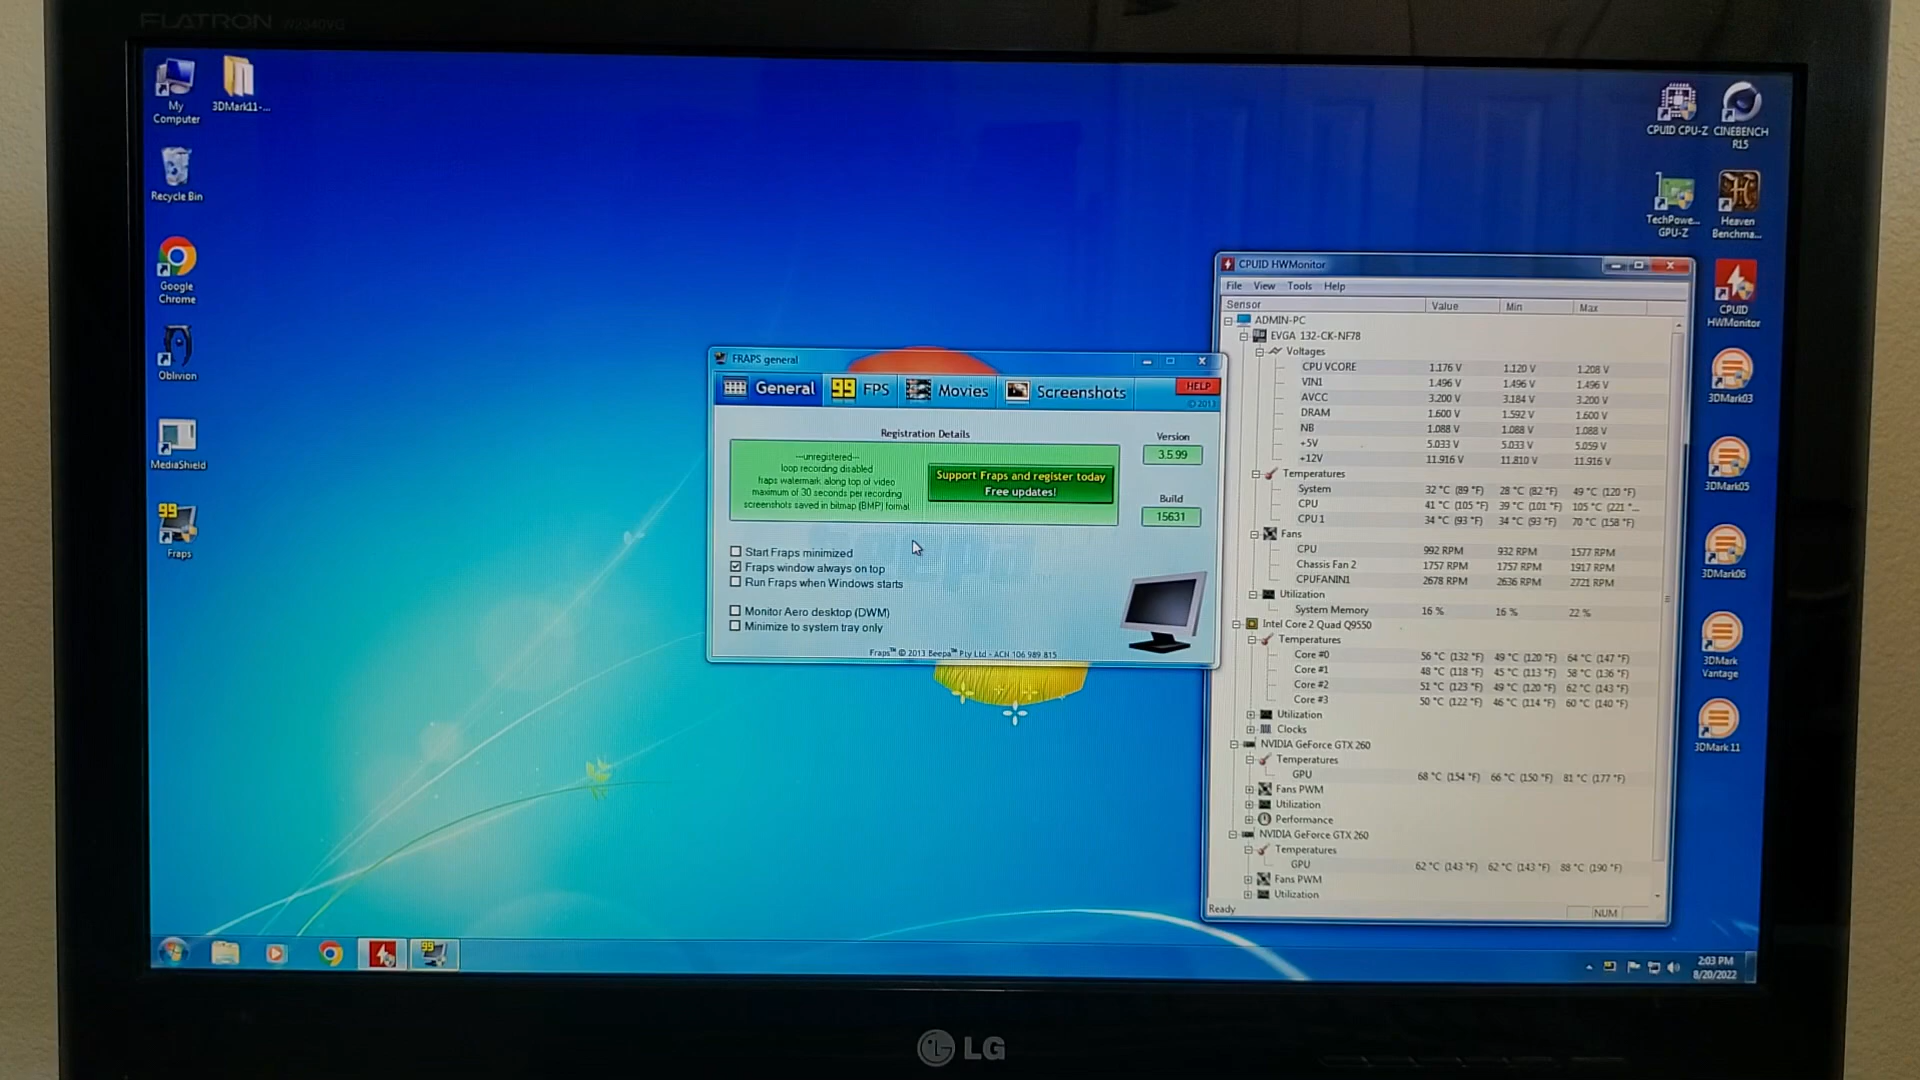 FLATRON W2340VG
My
Computer
3DMark11-...
Recycle Bin
Google
Chrome
Oblivion
MediaShield
99
Fraps
CPUID CPU-Z
CINEBENCH
R15
TechPowe...
GPU-Z
Heaven
Benchma...
CPUID
HWMonitor
3DMark03
3DMark05
3DMark06
3DMark
Vantage
3DMark 11
FRAPS general
General
99 FPS
Movies
Screenshots
HELP
© 2013
Registration Details
---unregistered---
loop recording disabled
fraps watermark along top of video
maximum of 30 seconds per recording
screenshots saved in bitmap (BMP) format
Support Fraps and register today
Free updates!
Version
3.5.99
Build
15631
Start Fraps minimized
Fraps window always on top
Run Fraps when Windows starts
Monitor Aero desktop (DWM)
Minimize to system tray only
Fraps™ © 2013 Beepa™ Pty Ltd - ACN 106 989 815
CPUID HWMonitor
File View Tools Help
Sensor Value Min Max
ADMIN-PC
EVGA 132-CK-NF78
Voltages
CPU VCORE 1.176 V 1.120 V 1.208 V
VIN1 1.496 V 1.496 V 1.496 V
AVCC 3.200 V 3.184 V 3.200 V
DRAM 1.600 V 1.592 V 1.600 V
NB 1.088 V 1.088 V 1.088 V
+5V 5.033 V 5.033 V 5.059 V
+12V 11.916 V 11.810 V 11.916 V
Temperatures
System 32 °C (89 °F) 28 °C (82 °F) 49 °C (120 °F)
CPU 41 °C (105 °F) 39 °C (101 °F) 105 °C (221 °...
CPU 1 34 °C (93 °F) 34 °C (93 °F) 70 °C (158 °F)
Fans
CPU 992 RPM 932 RPM 1577 RPM
Chassis Fan 2 1757 RPM 1757 RPM 1917 RPM
CPUFANIN1 2678 RPM 2636 RPM 2721 RPM
Utilization
System Memory 16 % 16 % 22 %
Intel Core 2 Quad Q9550
Temperatures
Core #0 56 °C (132 °F) 49 °C (120 °F) 64 °C (147 °F)
Core #1 48 °C (118 °F) 45 °C (113 °F) 58 °C (136 °F)
Core #2 51 °C (123 °F) 49 °C (120 °F) 62 °C (143 °F)
Core #3 50 °C (122 °F) 46 °C (114 °F) 60 °C (140 °F)
Utilization
Clocks
NVIDIA GeForce GTX 260
Temperatures
GPU 68 °C (154 °F) 66 °C (150 °F) 81 °C (177 °F)
Fans PWM
Utilization
Performance
NVIDIA GeForce GTX 260
Temperatures
GPU 62 °C (143 °F) 62 °C (143 °F) 88 °C (190 °F)
Fans PWM
Utilization
Ready NUM
99
2:03 PM
8/20/2022
LG